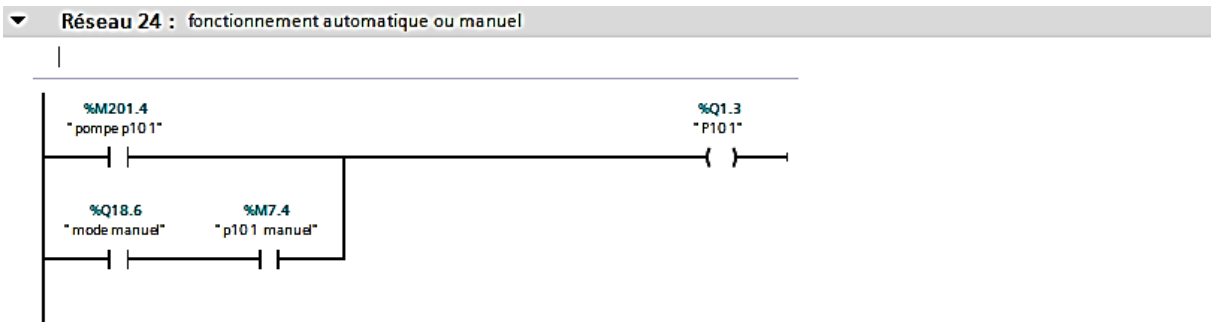 Réseau 24 : fonctionnement automatique ou manuel
%M201.4
"pompe p101"
%Q1.3
"P101"
%Q18.6
"mode manuel"
%M7.4
"p101 manuel"